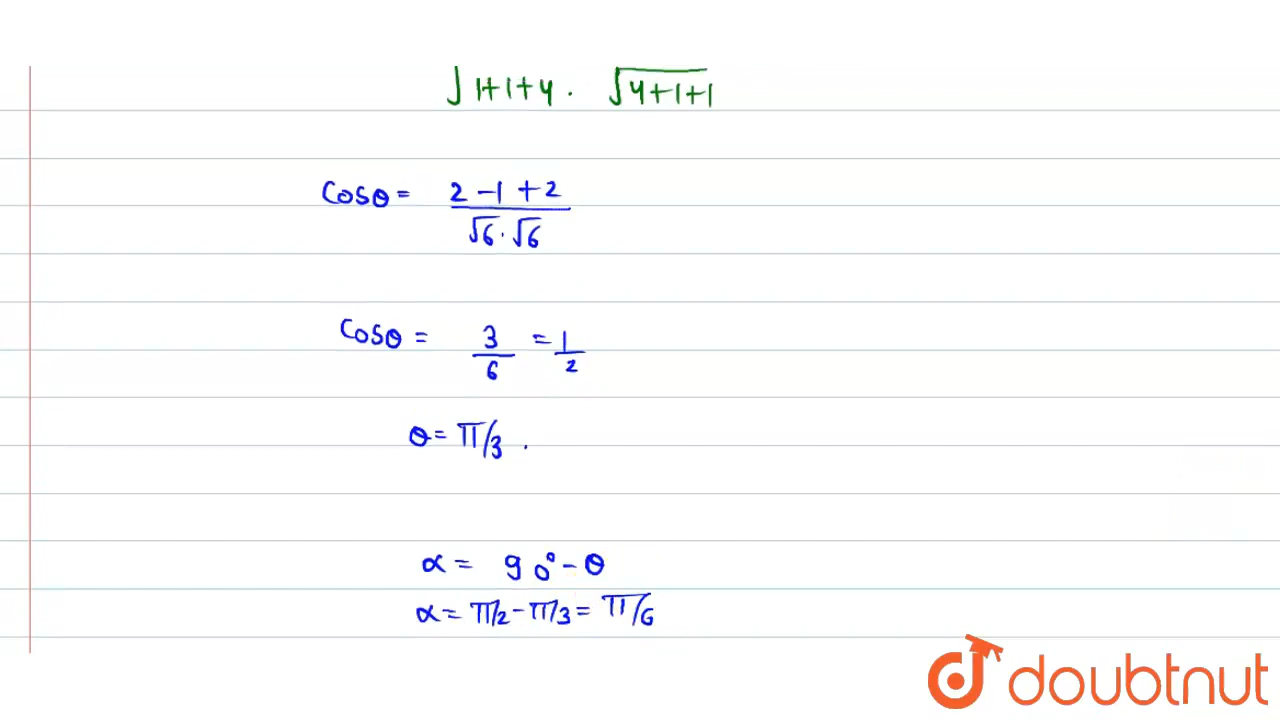 √1+1+4 . √4+1+1
Cosθ = 2 -1 +2
√6 . √6
Cosθ = 3/6 = 1/2
θ = π/3 .
α = 90° - θ
α = π/2 - π/3 = π/6
doubtnut